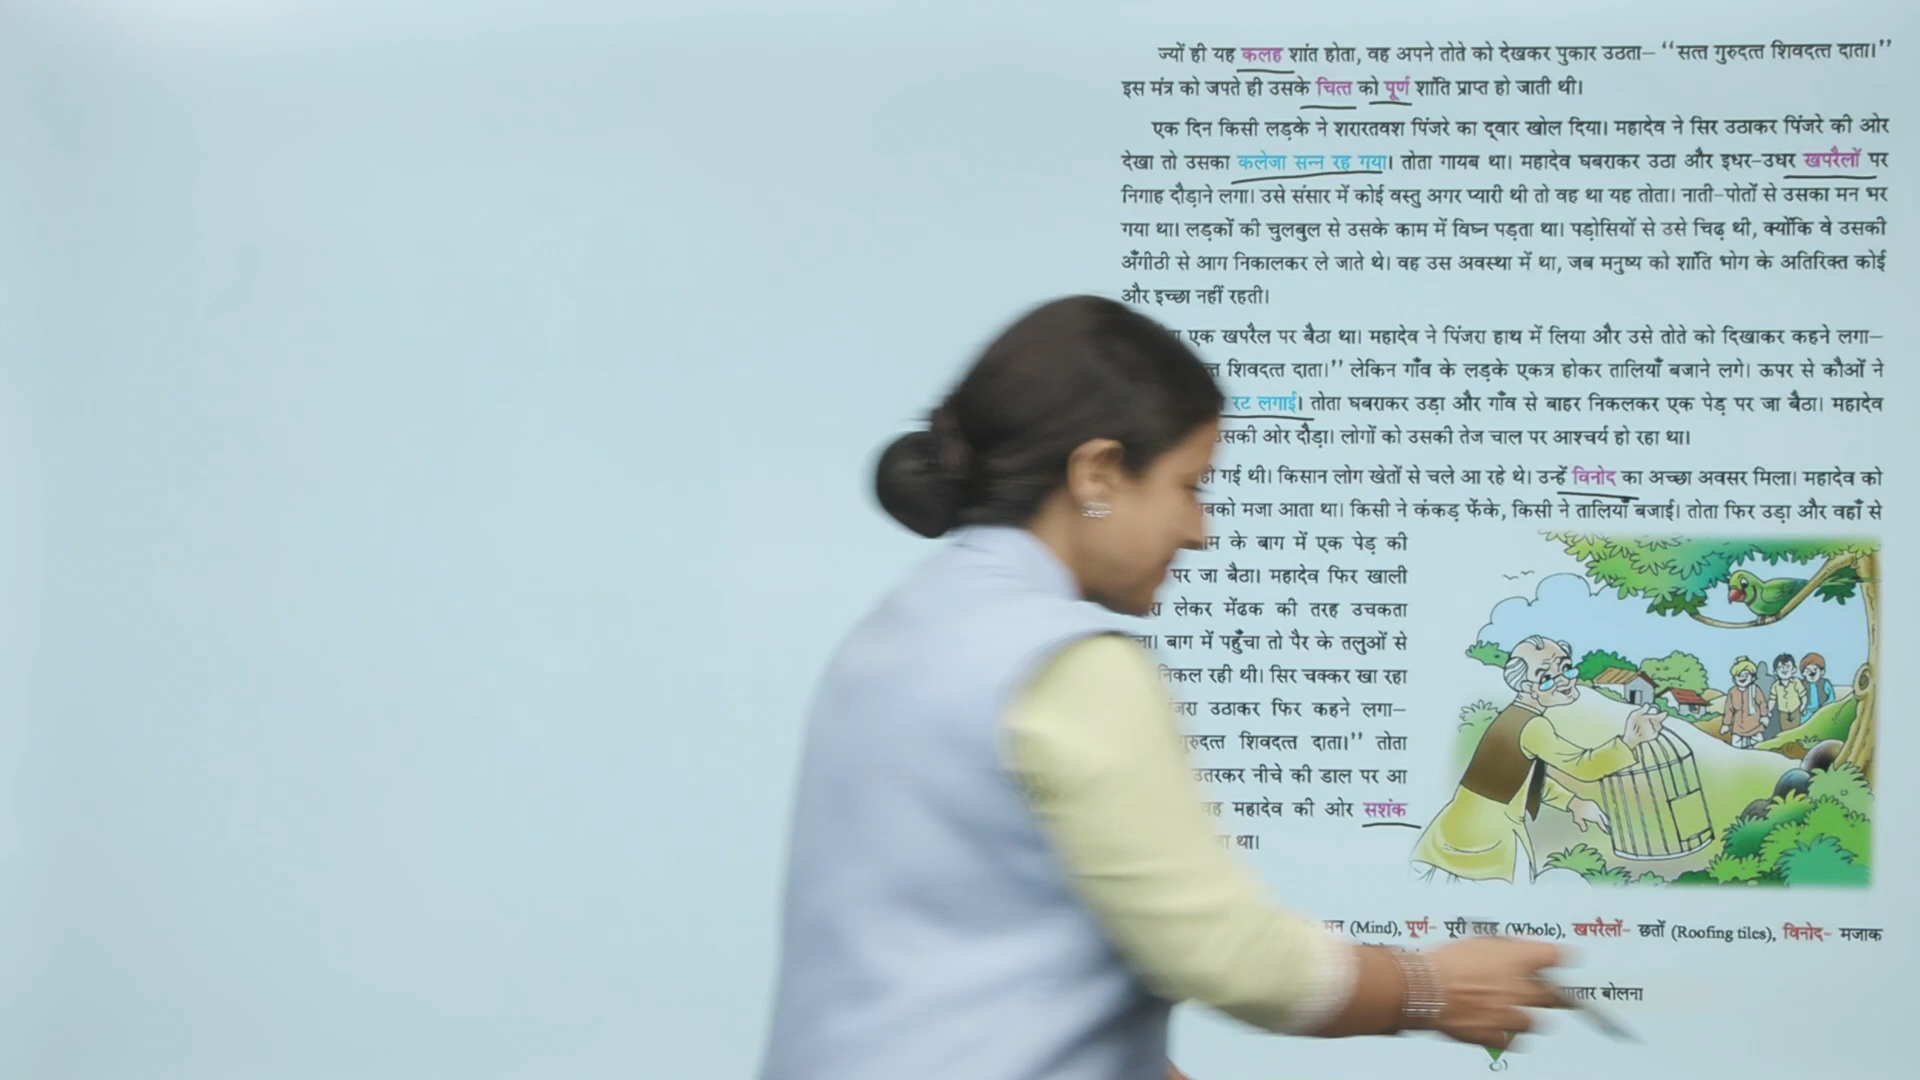 ज्यों ही यह कलह शांत होता, वह अपने तोते को देखकर पुकार उठता– “सत्त गुरुदत्त शिवदत्त दाता।”
इस मंत्र को जपते ही उसके चित्त को पूर्ण शांति प्राप्त हो जाती थी।
एक दिन किसी लड़के ने शरारतवश पिंजरे का द्वार खोल दिया। महादेव ने सिर उठाकर पिंजरे की ओर
देखा तो उसका कलेजा सन्न रह गया। तोता गायब था। महादेव घबराकर उठा और इधर-उधर खपरैलों पर
निगाह दौड़ाने लगा। उसे संसार में कोई वस्तु अगर प्यारी थी तो वह था यह तोता। नाती-पोतों से उसका मन भर
गया था। लड़कों की चुलबुल से उसके काम में विघ्न पड़ता था। पड़ोसियों से उसे चिढ़ थी, क्योंकि वे उसकी
अँगीठी से आग निकालकर ले जाते थे। वह उस अवस्था में था, जब मनुष्य को शांति भोग के अतिरिक्त कोई
और इच्छा नहीं रहती।
एक खपरैल पर बैठा था। महादेव ने पिंजरा हाथ में लिया और उसे तोते को दिखाकर कहने लगा–
शिवदत्त दाता।” लेकिन गाँव के लड़के एकत्र होकर तालियाँ बजाने लगे। ऊपर से कौओं ने
रट लगाई। तोता घबराकर उड़ा और गाँव से बाहर निकलकर एक पेड़ पर जा बैठा। महादेव
उसकी ओर दौड़ा। लोगों को उसकी तेज चाल पर आश्चर्य हो रहा था।
हो गई थी। किसान लोग खेतों से चले आ रहे थे। उन्हें विनोद का अच्छा अवसर मिला। महादेव को
मजा आता था। किसी ने कंकड़ फेंके, किसी ने तालियाँ बजाईं। तोता फिर उड़ा और वहाँ से
के बाग में एक पेड़ की
पर जा बैठा। महादेव फिर खाली
लेकर मेंढक की तरह उचकता
बाग में पहुँचा तो पैर के तलुओं से
निकल रही थी। सिर चक्कर खा रहा
उठाकर फिर कहने लगा–
शिवदत्त दाता।” तोता
उतरकर नीचे की डाल पर आ
महादेव की ओर सशंक
था।
मन (Mind), पूर्ण– पूरी तरह (Whole), खपरैलों– छतों (Roofing tiles), विनोद– मजाक
बोलना